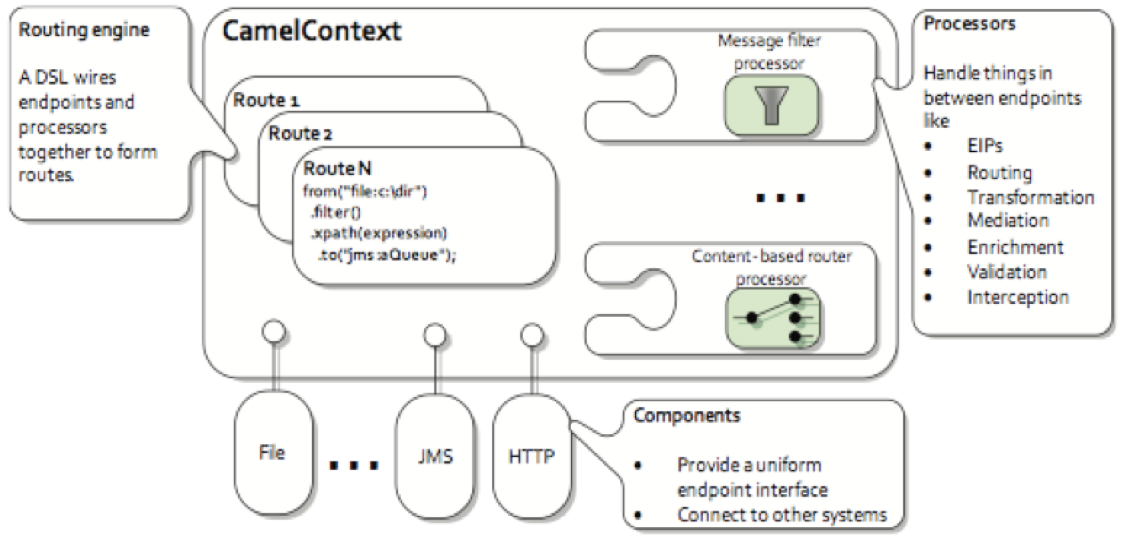 Routing engine
A DSL wires
endpoints and
processors
together to form
routes.
CamelContext
Route 1
Route 2
Route N
from("file:c:\dir")
.filter()
.xpath(expression)
.to("jms:aQueue");
Message filter
processor
...
Content-based router
processor
Processors
Handle things in
between endpoints
like
• EIPs
• Routing
• Transformation
• Mediation
• Enrichment
• Validation
• Interception
File
...
JMS
HTTP
Components
• Provide a uniform
endpoint interface
• Connect to other systems